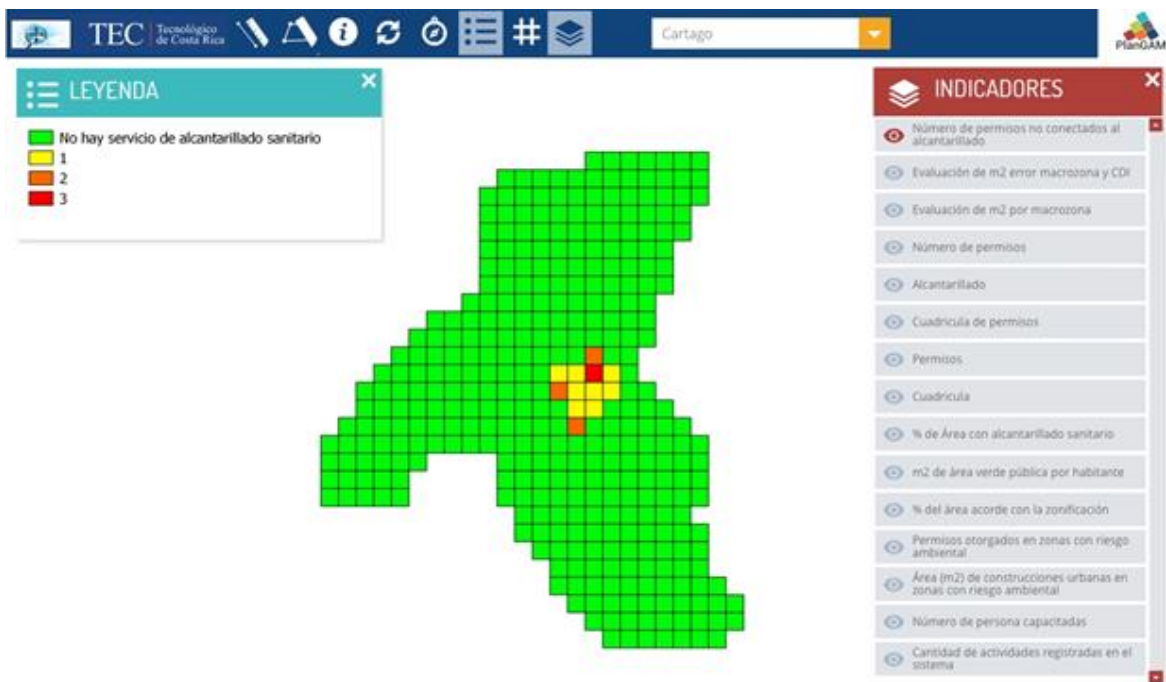 TEC Tecnológico
de Costa Rica
Cartago
PlanGAM
LEYENDA
No hay servicio de alcantarillado sanitario
1
2
3
INDICADORES
Número de permisos no conectados al
alcantarillado
Evaluación de m2 error macrozona y CDI
Evaluación de m2 por macrozona
Número de permisos
Alcantarillado
Cuadricula de permisos
Permisos
Cuadricula
% de Área con alcantarillado sanitario
m2 de área verde pública por habitante
% del área acorde con la zonificación
Permisos otorgados en zonas con riesgo
ambiental
Área (m2) de construcciones urbanas en
zonas con riesgo ambiental
Número de persona capacitadas
Cantidad de actividades registradas en el
sistema